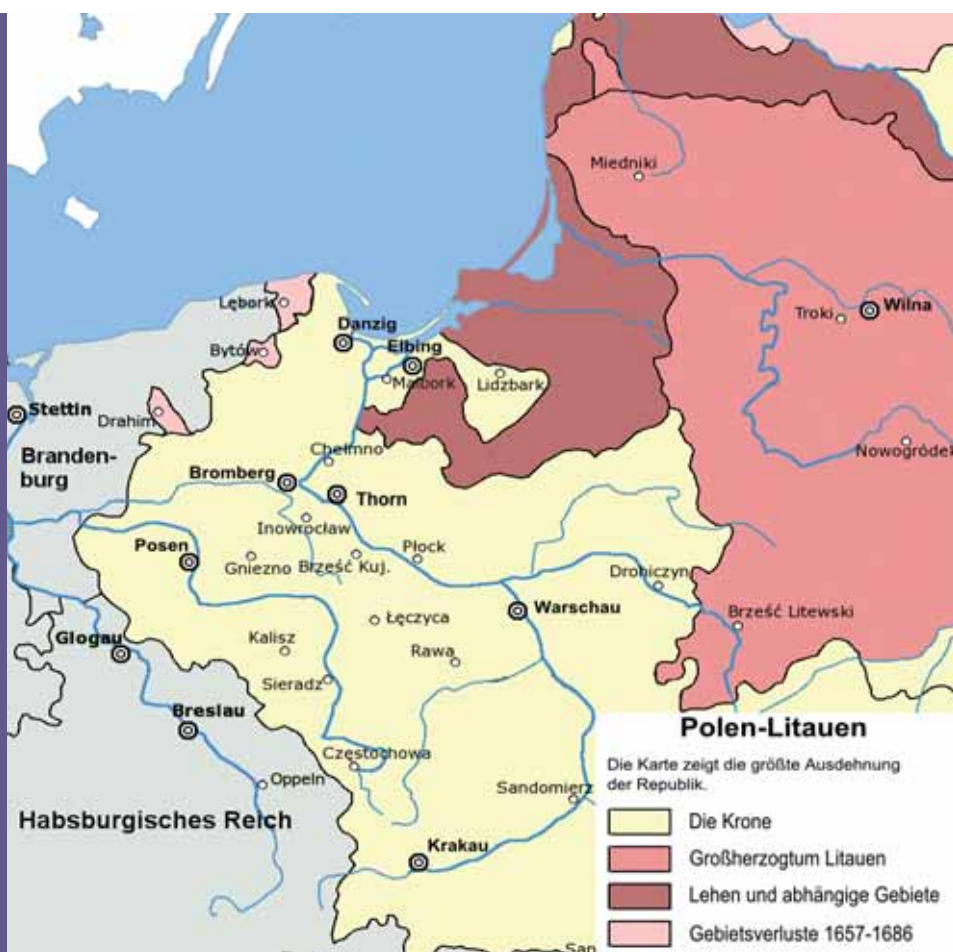 Miedniki
Lębork
Troki
Wilna
Danzig
Bytów
Elbing
Malbork
Lidzbark
Stettin
Drahim
Branden-
burg
Chełmno
Nowogródek
Bromberg
Thorn
Inowrocław
Posen
Płock
Gniezno
Brześć Kuj.
Drohiczyn
Warschau
Brześć Litewski
Łęczyca
Kalisz
Glogau
Rawa
Sieradz
Breslau
Częstochowa
Oppeln
Sandomierz
Habsburgisches Reich
Krakau
San
Polen-Litauen
Die Karte zeigt die größte Ausdehnung
der Republik.
Die Krone
Großherzogtum Litauen
Lehen und abhängige Gebiete
Gebietsverluste 1657-1686